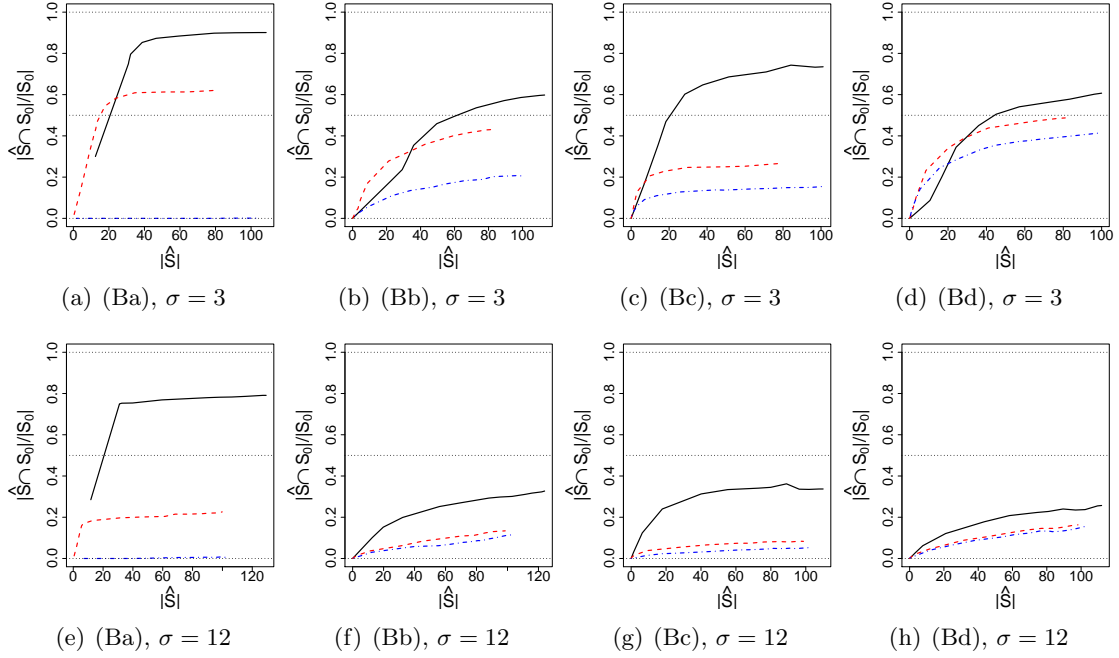 |Ŝ∩ S₀|/|S₀|
0.0 0.2 0.4 0.6 0.8 1.0
0 20 40 60 80 100
|Ŝ|
(a) (Ba), σ = 3
|Ŝ∩ S₀|/|S₀|
0.0 0.2 0.4 0.6 0.8 1.0
0 20 40 60 80 100
|Ŝ|
(b) (Bb), σ = 3
|Ŝ∩ S₀|/|S₀|
0.0 0.2 0.4 0.6 0.8 1.0
0 20 40 60 80 100
|Ŝ|
(c) (Bc), σ = 3
|Ŝ∩ S₀|/|S₀|
0.0 0.2 0.4 0.6 0.8 1.0
0 20 40 60 80 100
|Ŝ|
(d) (Bd), σ = 3
|Ŝ∩ S₀|/|S₀|
0.0 0.2 0.4 0.6 0.8 1.0
0 20 40 60 80 100 120
|Ŝ|
(e) (Ba), σ = 12
|Ŝ∩ S₀|/|S₀|
0.0 0.2 0.4 0.6 0.8 1.0
0 20 40 60 80 100 120
|Ŝ|
(f) (Bb), σ = 12
|Ŝ∩ S₀|/|S₀|
0.0 0.2 0.4 0.6 0.8 1.0
0 20 40 60 80 100
|Ŝ|
(g) (Bc), σ = 12
|Ŝ∩ S₀|/|S₀|
0.0 0.2 0.4 0.6 0.8 1.0
0 20 40 60 80 100
|Ŝ|
(h) (Bd), σ = 12